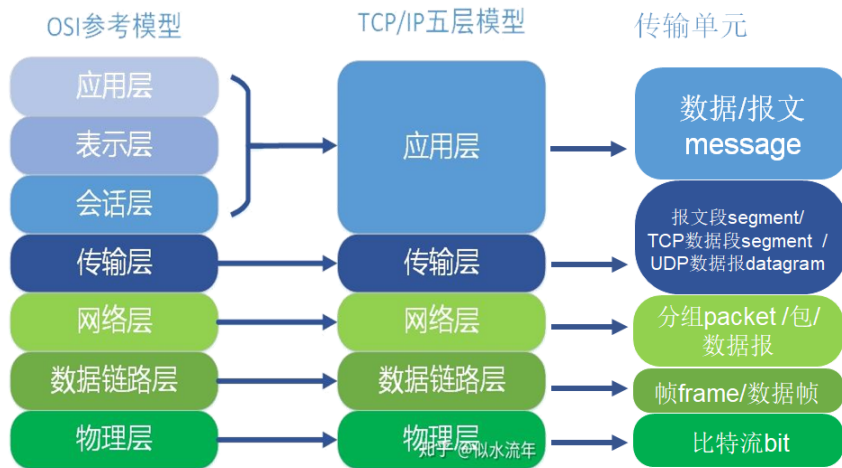 OSI参考模型
TCP/IP五层模型
传输单元
应用层
表示层
会话层
传输层
网络层
数据链路层
物理层
应用层
传输层
网络层
数据链路层
物理层
知乎 @似水流年
数据/报文
message
报文段segment/
TCP数据段segment /
UDP数据报datagram
分组packet /包/
数据报
帧frame/数据帧
比特流bit